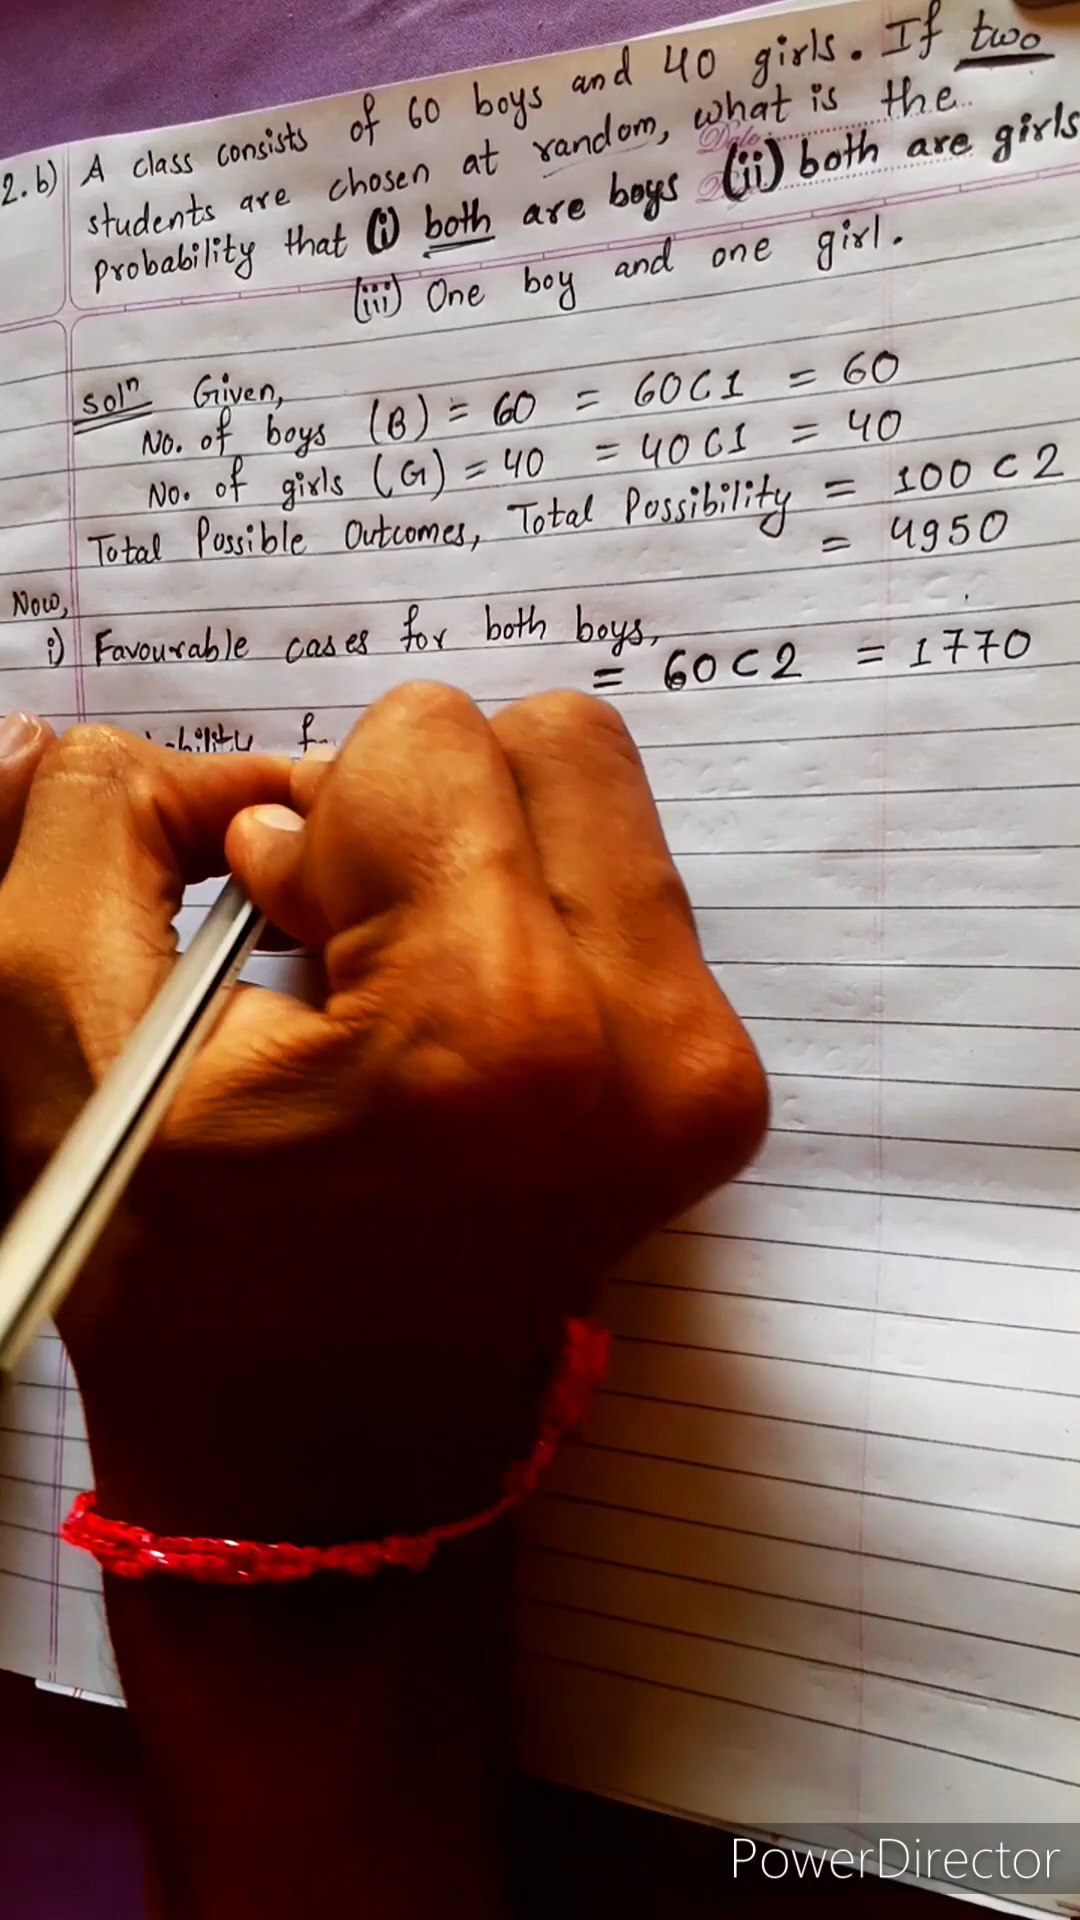 2.b) A class consists of 60 boys and 40 girls. If two
students are chosen at random, what is the
probability that (i) both are boys (ii) both are girls
(iii) One boy and one girl.
Soln Given,
No. of boys (B) = 60 = 60C1 = 60
No. of girls (G) = 40 = 40C1 = 40
Total Possible Outcomes, Total Possibility = 100C2
= 4950
Now,
i) Favourable cases for both boys,
= 60C2 = 1770
PowerDirector